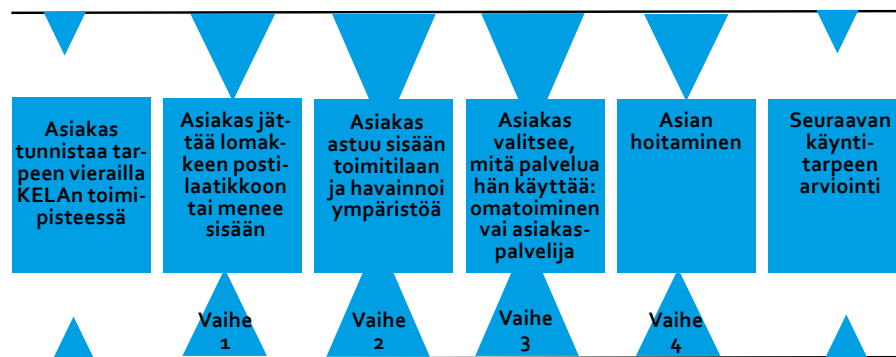 Asiakas
tunnistaa tar-
peen vierailla
KELAn toimi-
pisteessä
Asiakas jät-
tää lomak-
keen posti-
laatikkoon
tai menee
sisään
Asiakas
astuu sisään
toimitilaan
ja havainnoi
ympäristöä
Asiakas
valitsee,
mitä palvelua
hän käyttää:
omatoiminen
vai asiakas-
palvelija
Asian
hoitaminen
Seuraavan
käynti-
tarpeen
arviointi
Vaihe
1
Vaihe
2
Vaihe
3
Vaihe
4